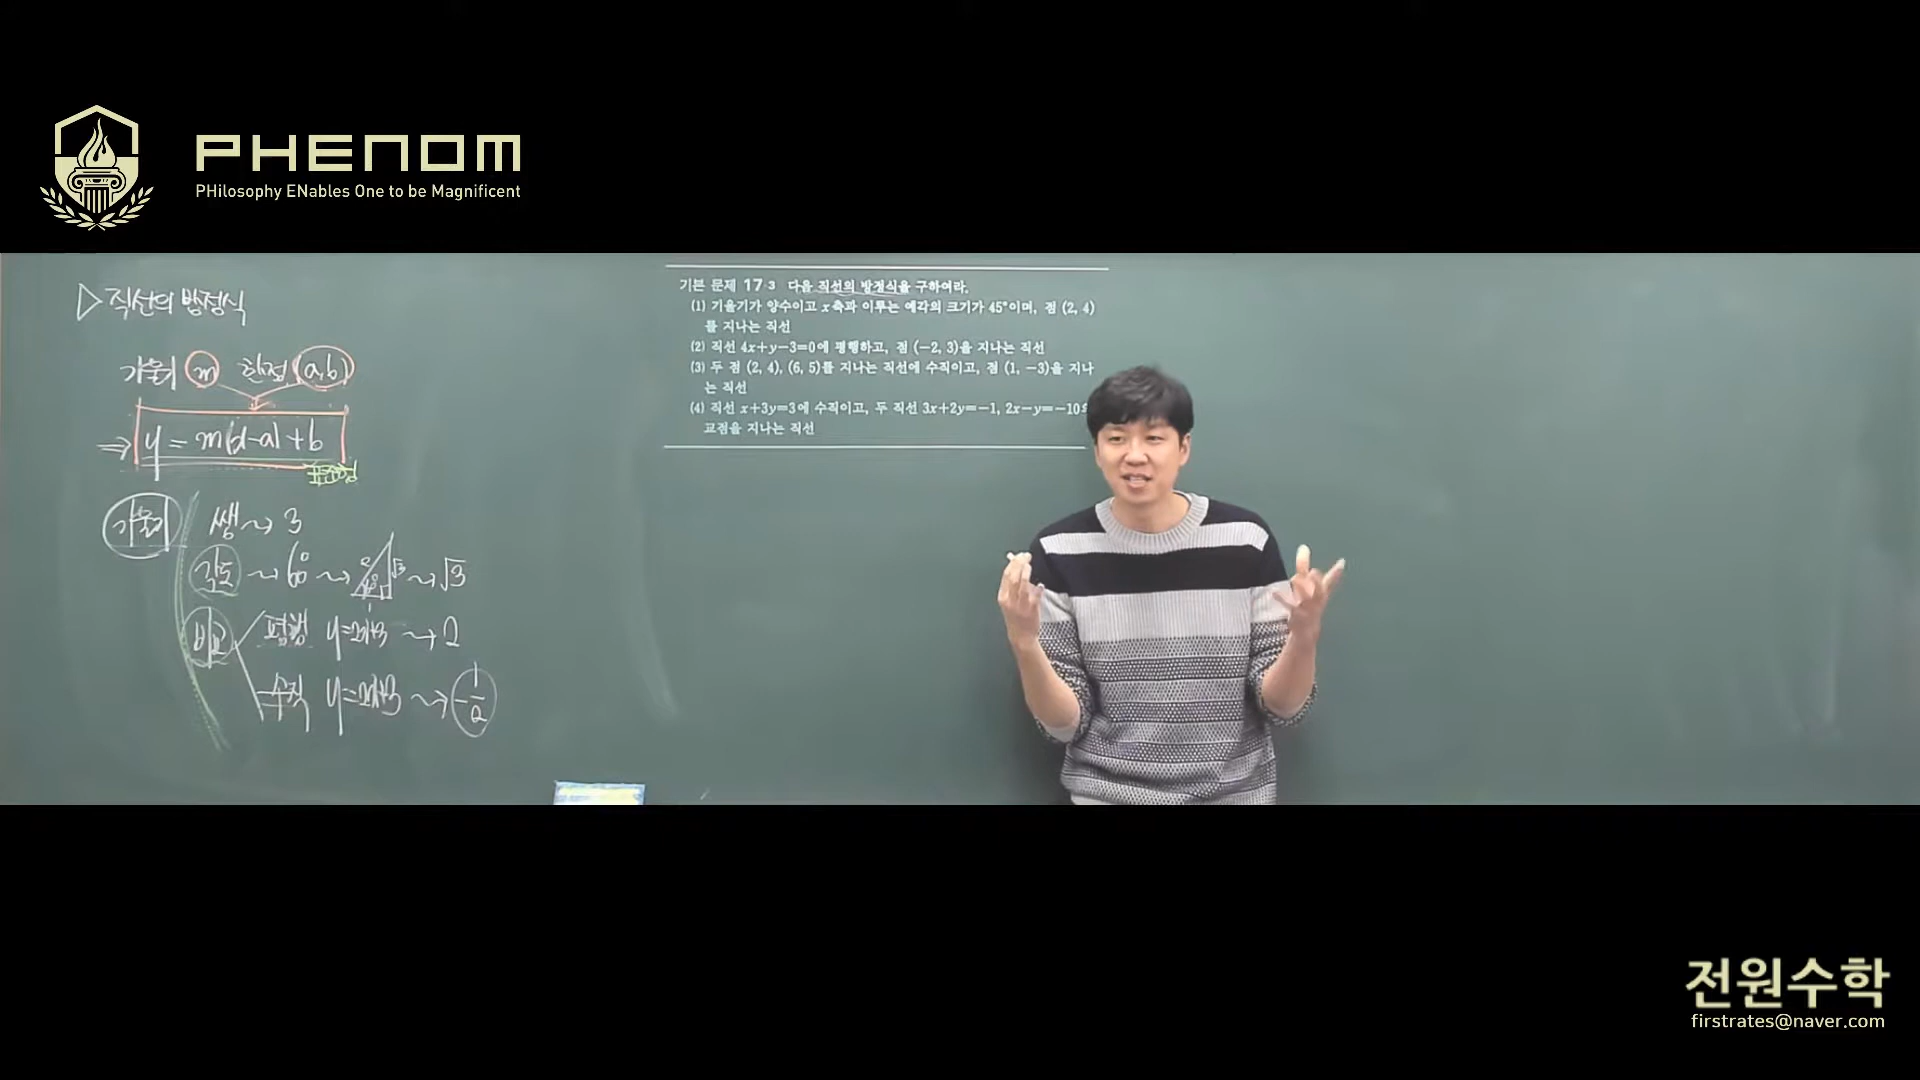 PHENOM
PHilosophy ENables One to be Magnificent
▷직선의 방정식
기울기 m 한점 (a,b)
⇒ y = m(x-a)+b
기울기
쌩 ~> 3
각도 ~> 60° ~> 2 60° √3 1 ~> √3
비교
평행 y=2x+3 ~> 2
수직 y=2x+3 ~> -1/2
기본 문제 17-3 다음 직선의 방정식을 구하여라.
(1) 기울기가 양수이고 x축과 이루는 예각의 크기가 45°이며, 점 (2, 4)
를 지나는 직선
(2) 직선 4x+y-3=0에 평행하고, 점 (-2, 3)을 지나는 직선
(3) 두 점 (2, 4), (6, 5)를 지나는 직선에 수직이고, 점 (1, -3)을 지나
는 직선
(4) 직선 x+3y=3에 수직이고, 두 직선 3x+2y=-1, 2x-y=-10의
교점을 지나는 직선
전원수학
firstrates@naver.com